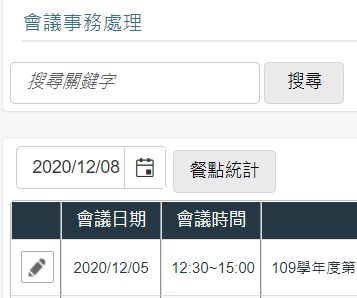 會議事務處理
搜尋關鍵字 搜尋
2020/12/08 餐點統計
會議日期 會議時間
2020/12/05 12:30~15:00 109學年度第